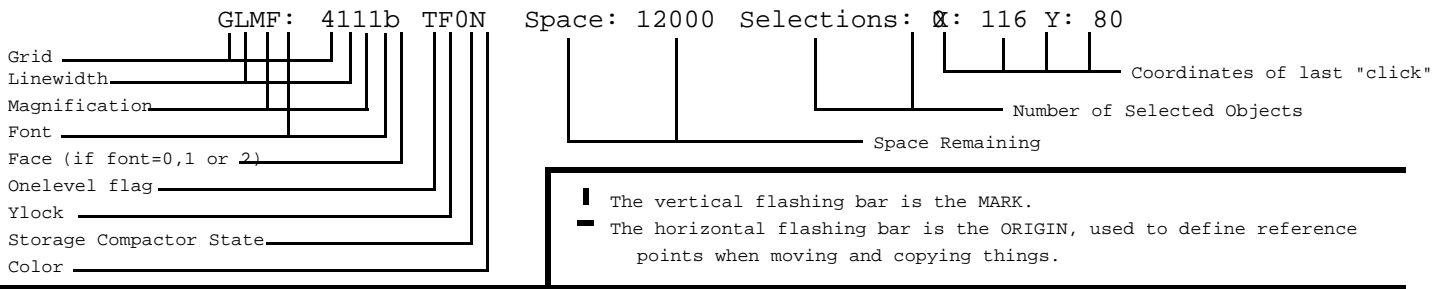 GLMF: 4111b TF0N Space: 12000 Selections: 0 X: 116 Y: 80
Grid
Linewidth
Magnification
Font
Face (if font=0,1 or 2)
Onelevel flag
Ylock
Storage Compactor State
Color
Coordinates of last "click"
Number of Selected Objects
Space Remaining
The vertical flashing bar is the MARK.
The horizontal flashing bar is the ORIGIN, used to define reference
points when moving and copying things.